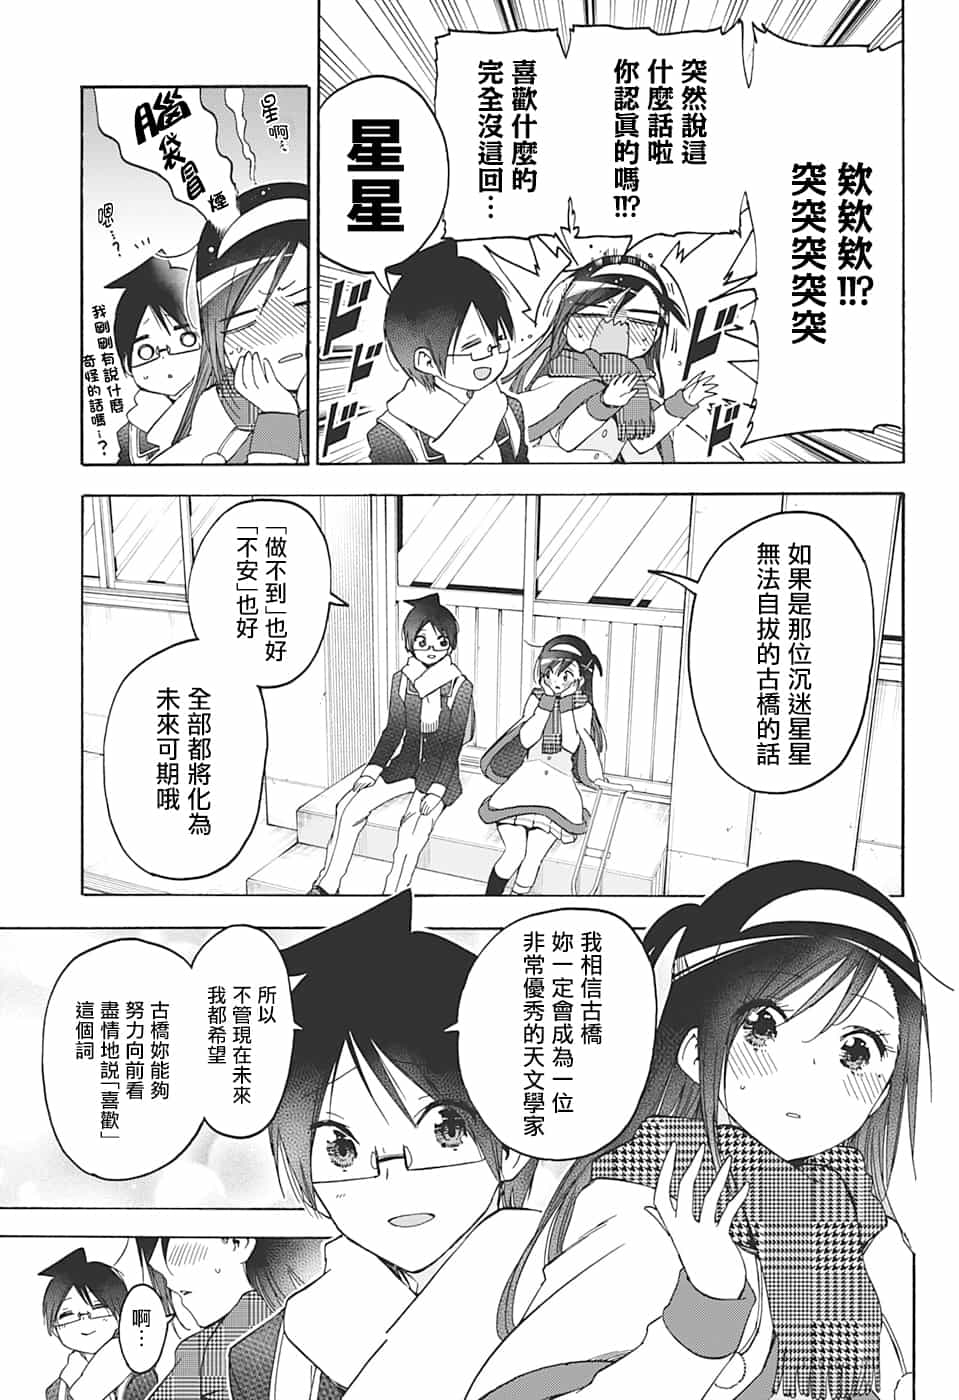 欸欸欸!!?
突突突突突
突然說這
什麼話啦
你認真的嗎!!?
喜歡什麼的
完全沒這回…
星星
ドドド
ドドド
星啊…
腦袋冒煙
嗯…?
我剛剛有說什麼
奇怪的話嗎…?
如果是那位沉迷星星
無法自拔的古橋的話
「做不到」也好
「不安」也好
全部都將化為
未來可期哦
我相信古橋
妳一定會成為一位
非常優秀的天文學家
所以
不管現在未來
我都希望
古橋妳能夠
努力向前看
盡情地說「喜歡」
這個詞
啊…